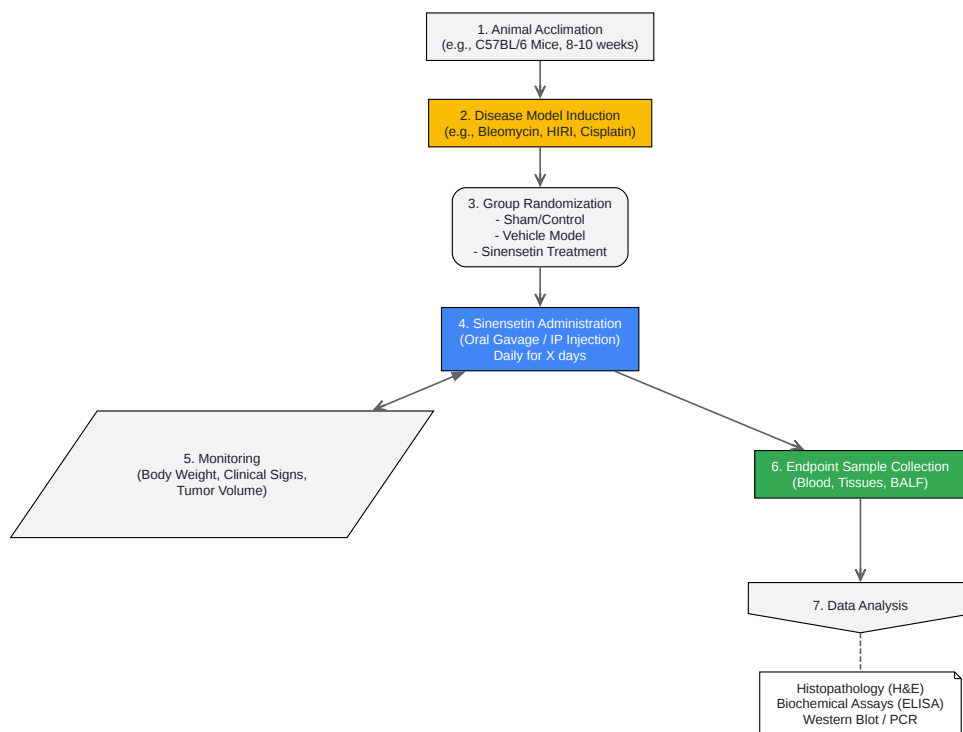 1. Animal Acclimation
(e.g., C57BL/6 Mice, 8-10 weeks)
2. Disease Model Induction
(e.g., Bleomycin, HIRI, Cisplatin)
3. Group Randomization
- Sham/Control
- Vehicle Model
- Sinensetin Treatment
4. Sinensetin Administration
(Oral Gavage / IP Injection)
Daily for X days
5. Monitoring
(Body Weight, Clinical Signs,
Tumor Volume)
6. Endpoint Sample Collection
(Blood, Tissues, BALF)
7. Data Analysis
Histopathology (H&E)
Biochemical Assays (ELISA)
Western Blot / PCR